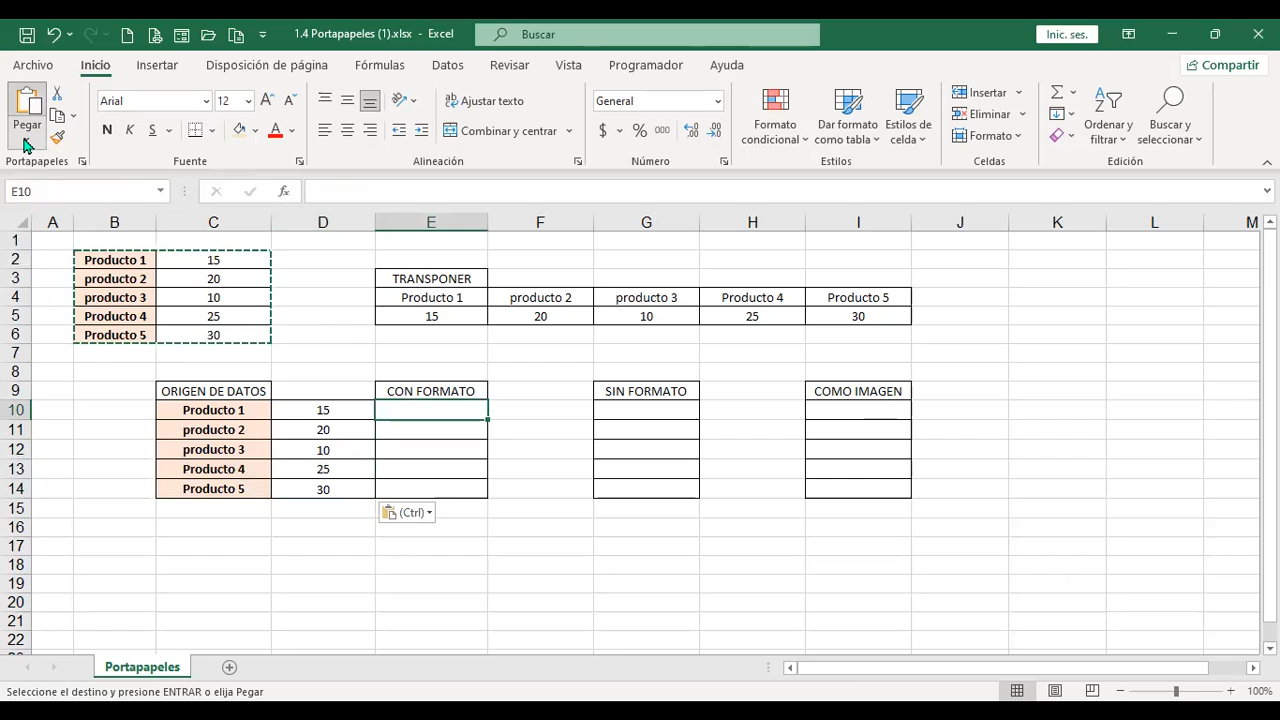 1.4 Portapapeles (1).xlsx - Excel
Buscar
Inic. ses.
Archivo Inicio Insertar Disposición de página Fórmulas Datos Revisar Vista Programador Ayuda
Compartir
Pegar
Portapapeles
Arial 12
N K S
Fuente
Ajustar texto
Combinar y centrar
Alineación
General
$ % 000
Número
Formato condicional
Dar formato como tabla
Estilos de celda
Estilos
Insertar
Eliminar
Formato
Celdas
Ordenar y filtrar
Buscar y seleccionar
Edición
E10
fx
A B C D E F G H I J K L M
1
2 Producto 1 15
3 producto 2 20 TRANSPONER
4 producto 3 10 Producto 1 producto 2 producto 3 Producto 4 Producto 5
5 Producto 4 25 15 20 10 25 30
6 Producto 5 30
7
8
9 ORIGEN DE DATOS CON FORMATO SIN FORMATO COMO IMAGEN
10 Producto 1 15
11 producto 2 20
12 producto 3 10
13 Producto 4 25
14 Producto 5 30
15 (Ctrl)
16
17
18
19
20
21
22
Portapapeles
Seleccione el destino y presione ENTRAR o elija Pegar
100%